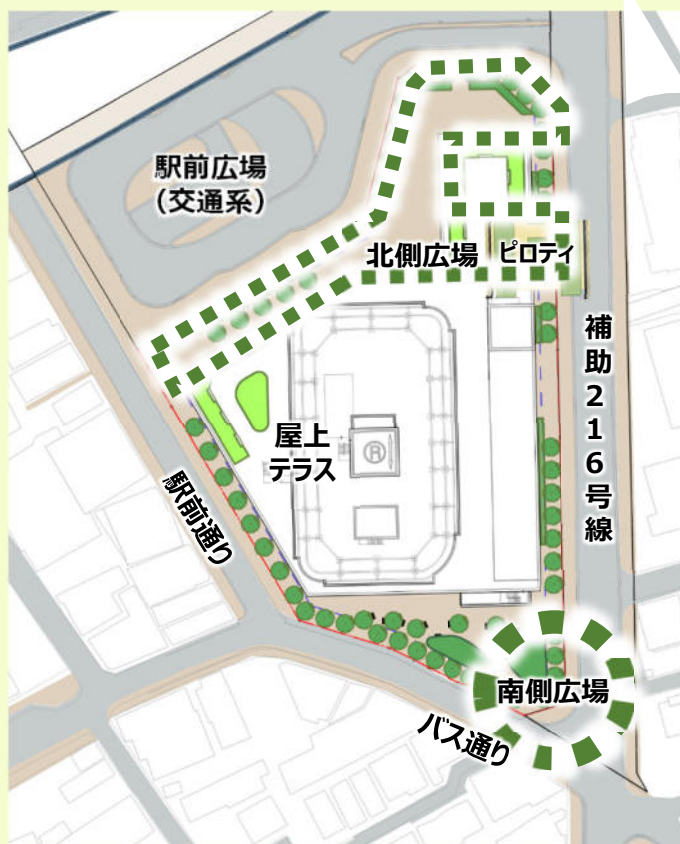 駅前広場
（交通系）
北側広場
ピロティ
補助216号線
屋上
テラス
R
駅前通り
南側広場
バス通り